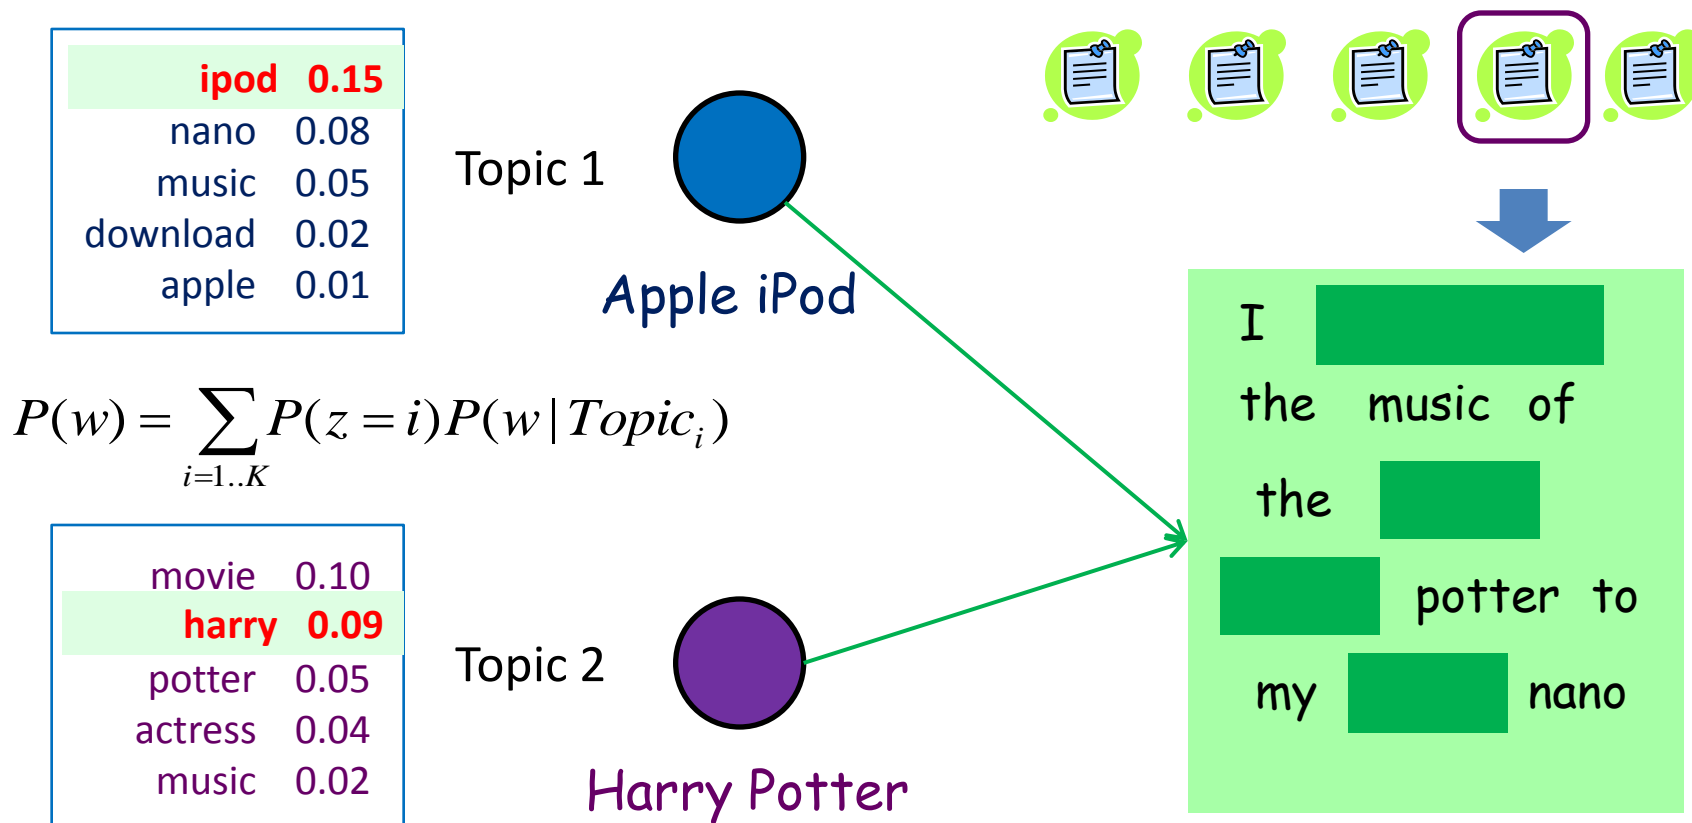 ipod 0.15
nano 0.08
music 0.05
download 0.02
apple 0.01
Topic 1
Apple iPod
P(w) = ∑_{i=1..K} P(z = i)P(w | Topic_i)
movie 0.10
harry 0.09
potter 0.05
actress 0.04
music 0.02
Topic 2
Harry Potter
I
the music of
the
potter to
my nano